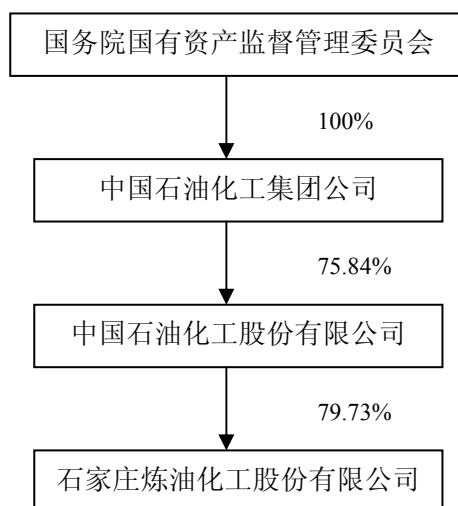 国务院国有资产监督管理委员会
100%
中国石油化工集团公司
75.84%
中国石油化工股份有限公司
79.73%
石家庄炼油化工股份有限公司